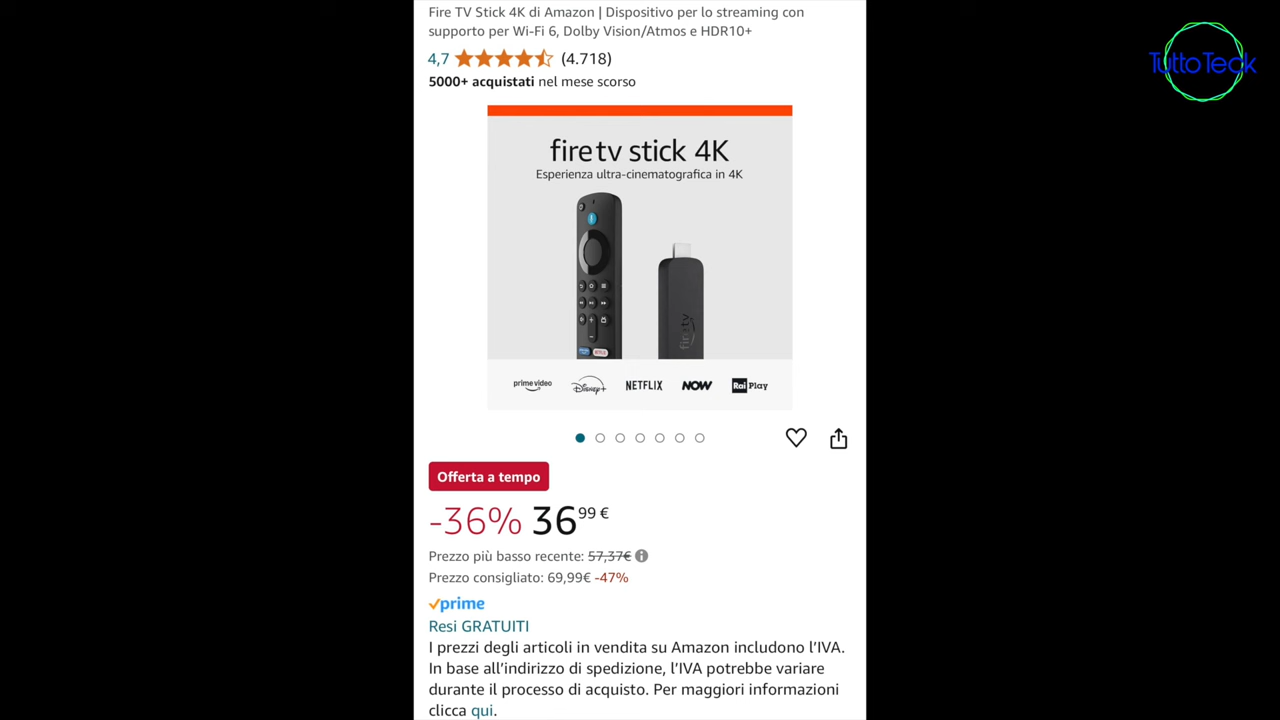 Fire TV Stick 4K di Amazon | Dispositivo per lo streaming con
supporto per Wi-Fi 6, Dolby Vision/Atmos e HDR10+
TuttoTeck
4,7 (4.718)
5000+ acquistati nel mese scorso
fire tv stick 4K
Esperienza ultra-cinematografica in 4K
fire tv
prime video Disney+ NETFLIX NOW Rai Play
Offerta a tempo
-36% 36 99 €
Prezzo più basso recente: 57,37€
Prezzo consigliato: 69,99€ -47%
prime
Resi GRATUITI
I prezzi degli articoli in vendita su Amazon includono l’IVA.
In base all’indirizzo di spedizione, l’IVA potrebbe variare
durante il processo di acquisto. Per maggiori informazioni
clicca qui.